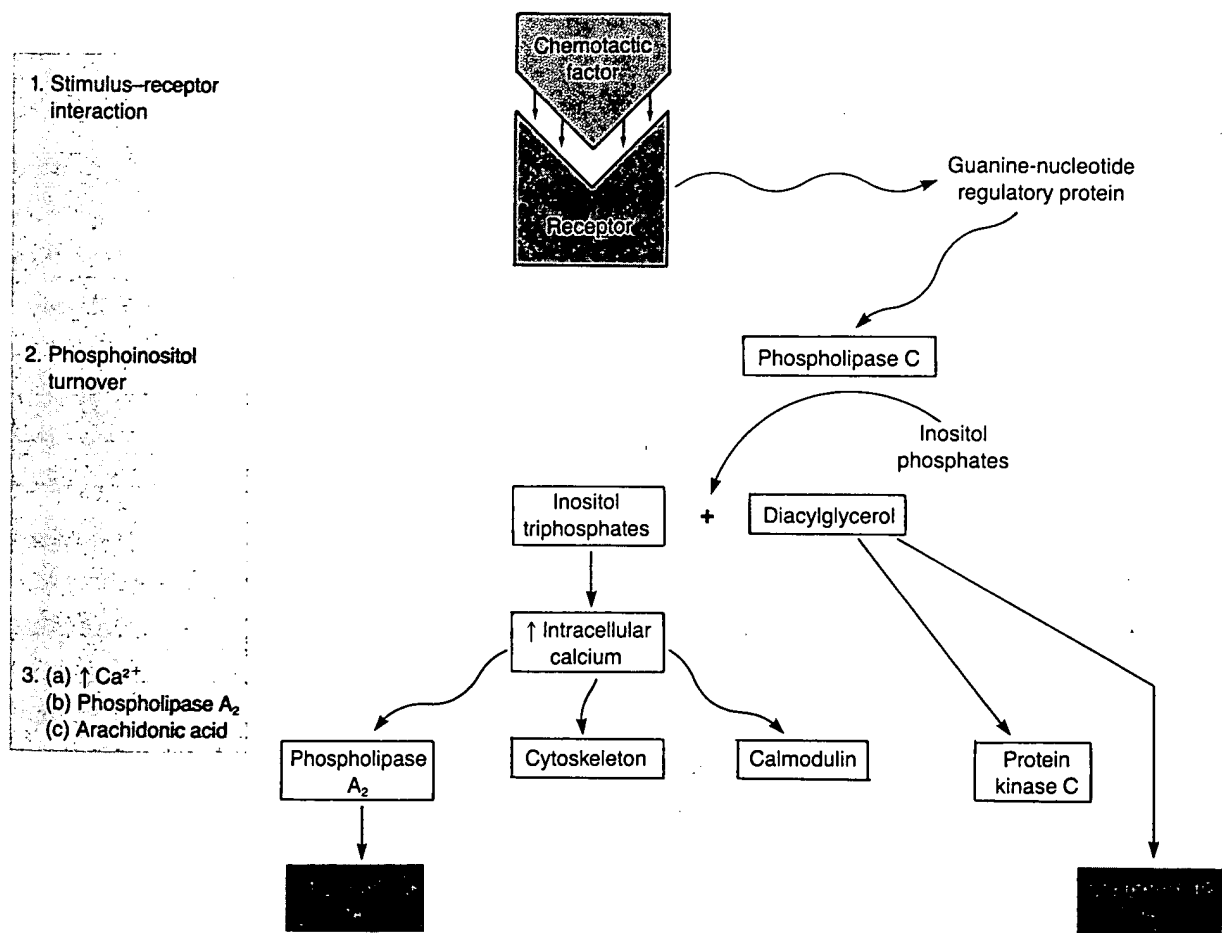 Chemotactic
factor
1. Stimulus–receptor
interaction
Receptor
Guanine-nucleotide
regulatory protein
2. Phosphoinositol
turnover
Phospholipase C
Inositol
phosphates
Inositol
triphosphates
+
Diacylglycerol
↑ Intracellular
calcium
3. (a) ↑ Ca²⁺
(b) Phospholipase A₂
(c) Arachidonic acid
Phospholipase
A₂
Cytoskeleton
Calmodulin
Protein
kinase C